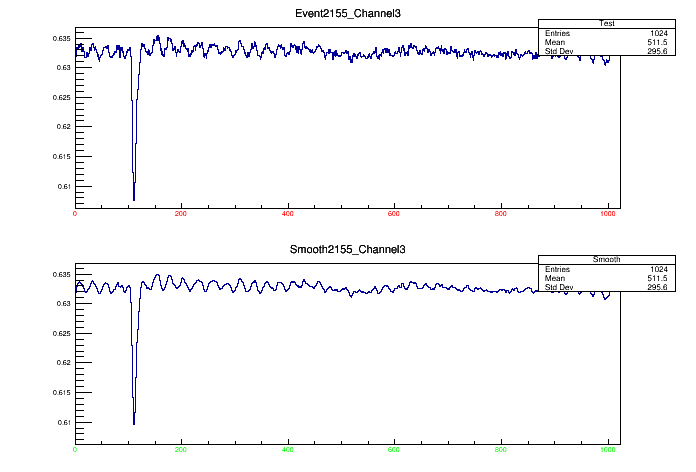 Event2155_Channel3
Test
Entries 1024
Mean 511.5
Std Dev 295.6
0.635
0.63
0.625
0.62
0.615
0.61
0 200 400 600 800 1000
Smooth2155_Channel3
Smooth
Entries 1024
Mean 511.5
Std Dev 295.6
0.635
0.63
0.625
0.62
0.615
0.61
0 200 400 600 800 1000